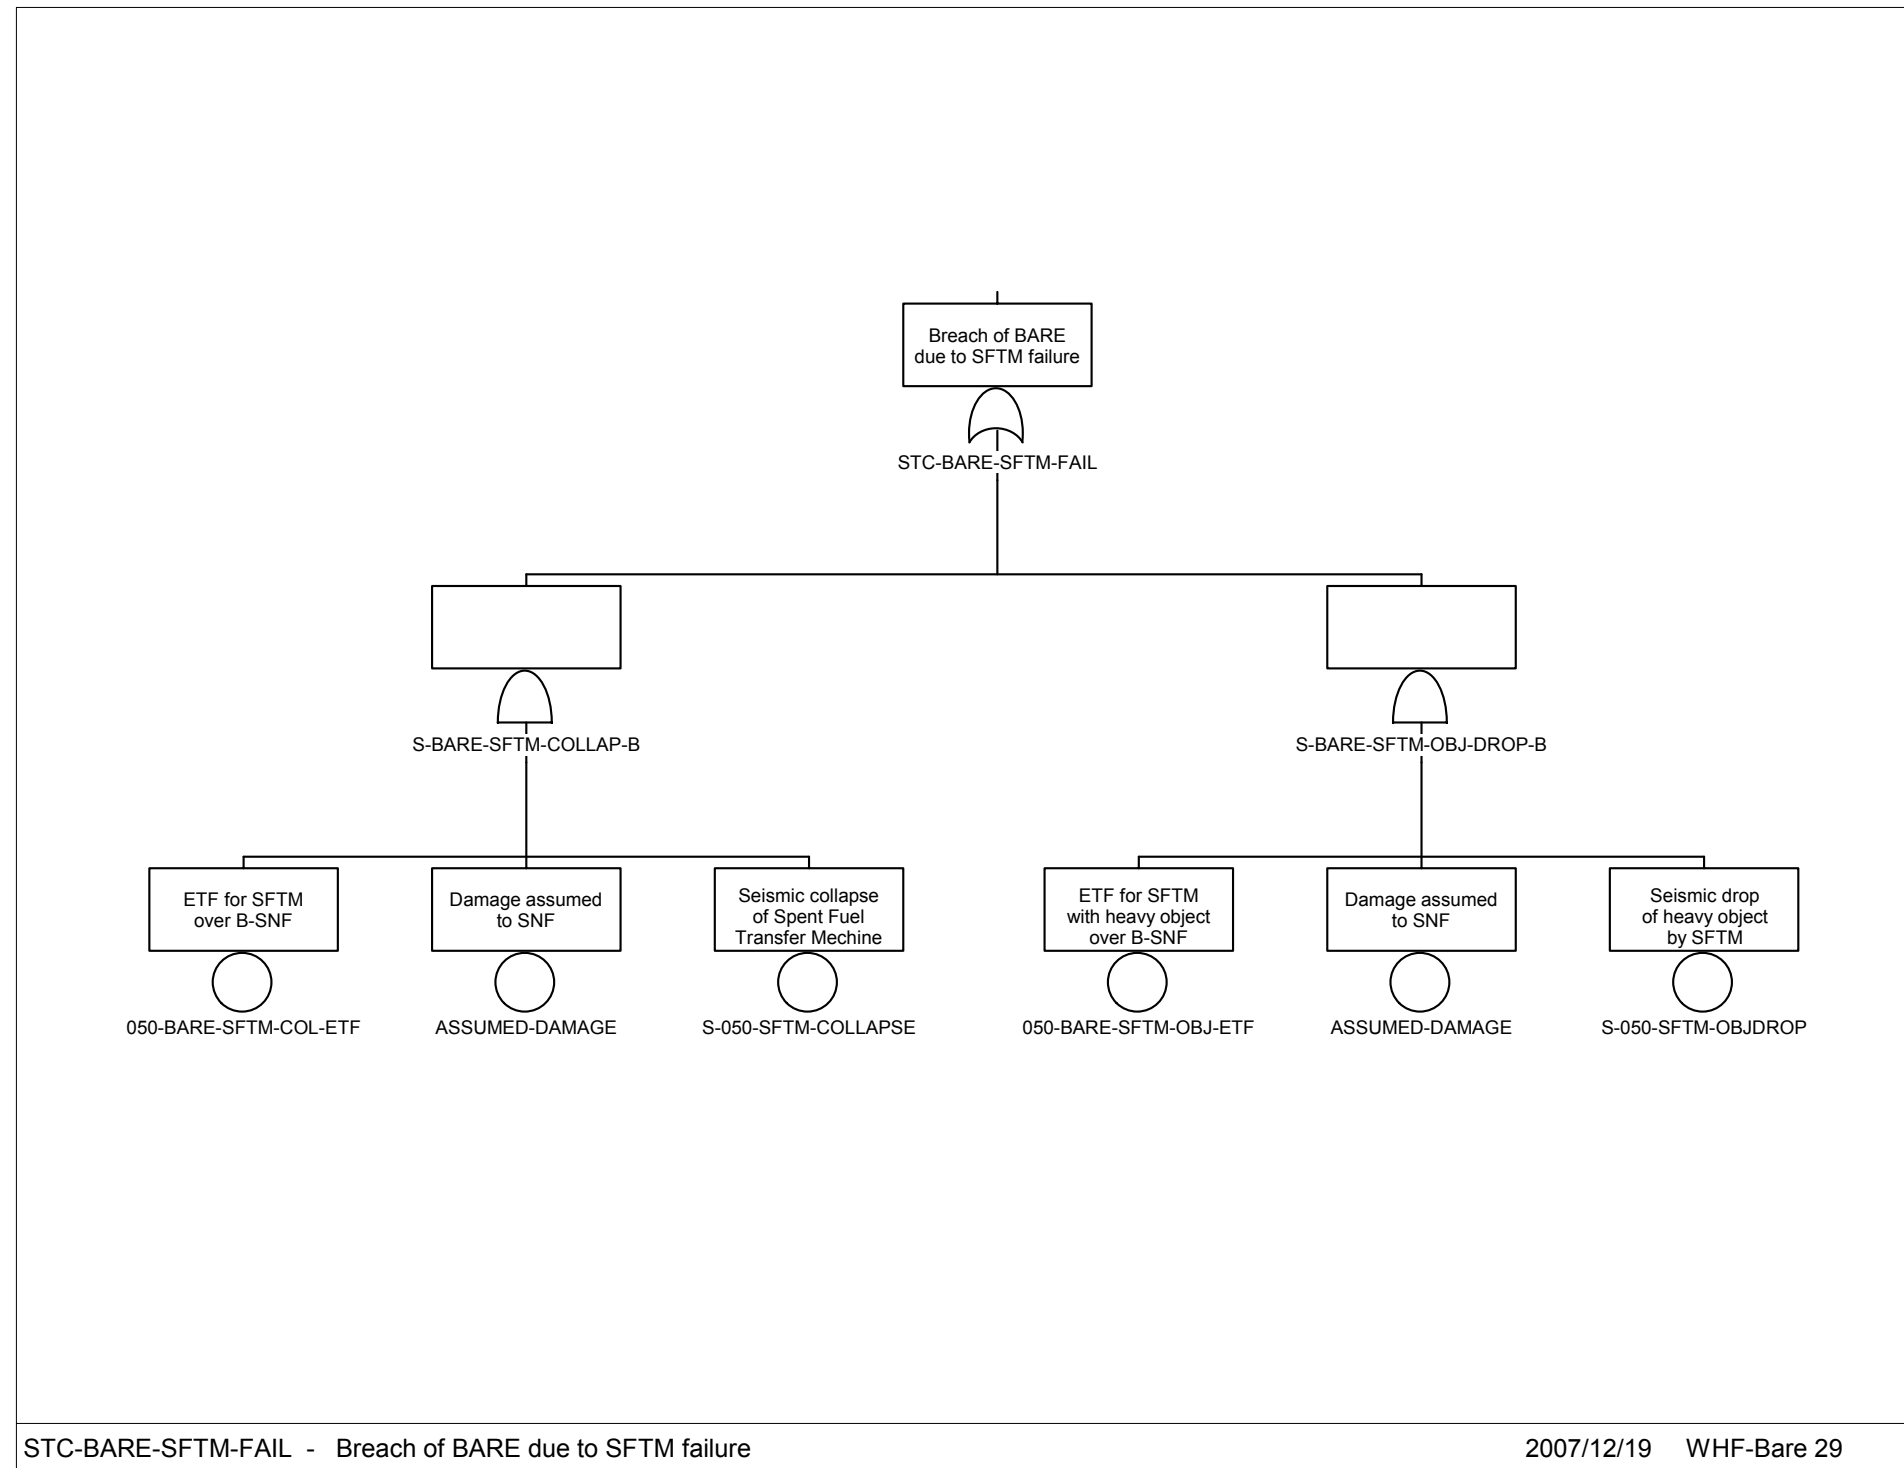 Breach of BARE
due to SFTM failure
STC-BARE-SFTM-FAIL
S-BARE-SFTM-COLLAP-B
S-BARE-SFTM-OBJ-DROP-B
ETF for SFTM
over B-SNF
050-BARE-SFTM-COL-ETF
Damage assumed
to SNF
ASSUMED-DAMAGE
Seismic collapse
of Spent Fuel
Transfer Mechine
S-050-SFTM-COLLAPSE
ETF for SFTM
with heavy object
over B-SNF
050-BARE-SFTM-OBJ-ETF
Damage assumed
to SNF
ASSUMED-DAMAGE
Seismic drop
of heavy object
by SFTM
S-050-SFTM-OBJDROP
STC-BARE-SFTM-FAIL - Breach of BARE due to SFTM failure
2007/12/19 WHF-Bare 29